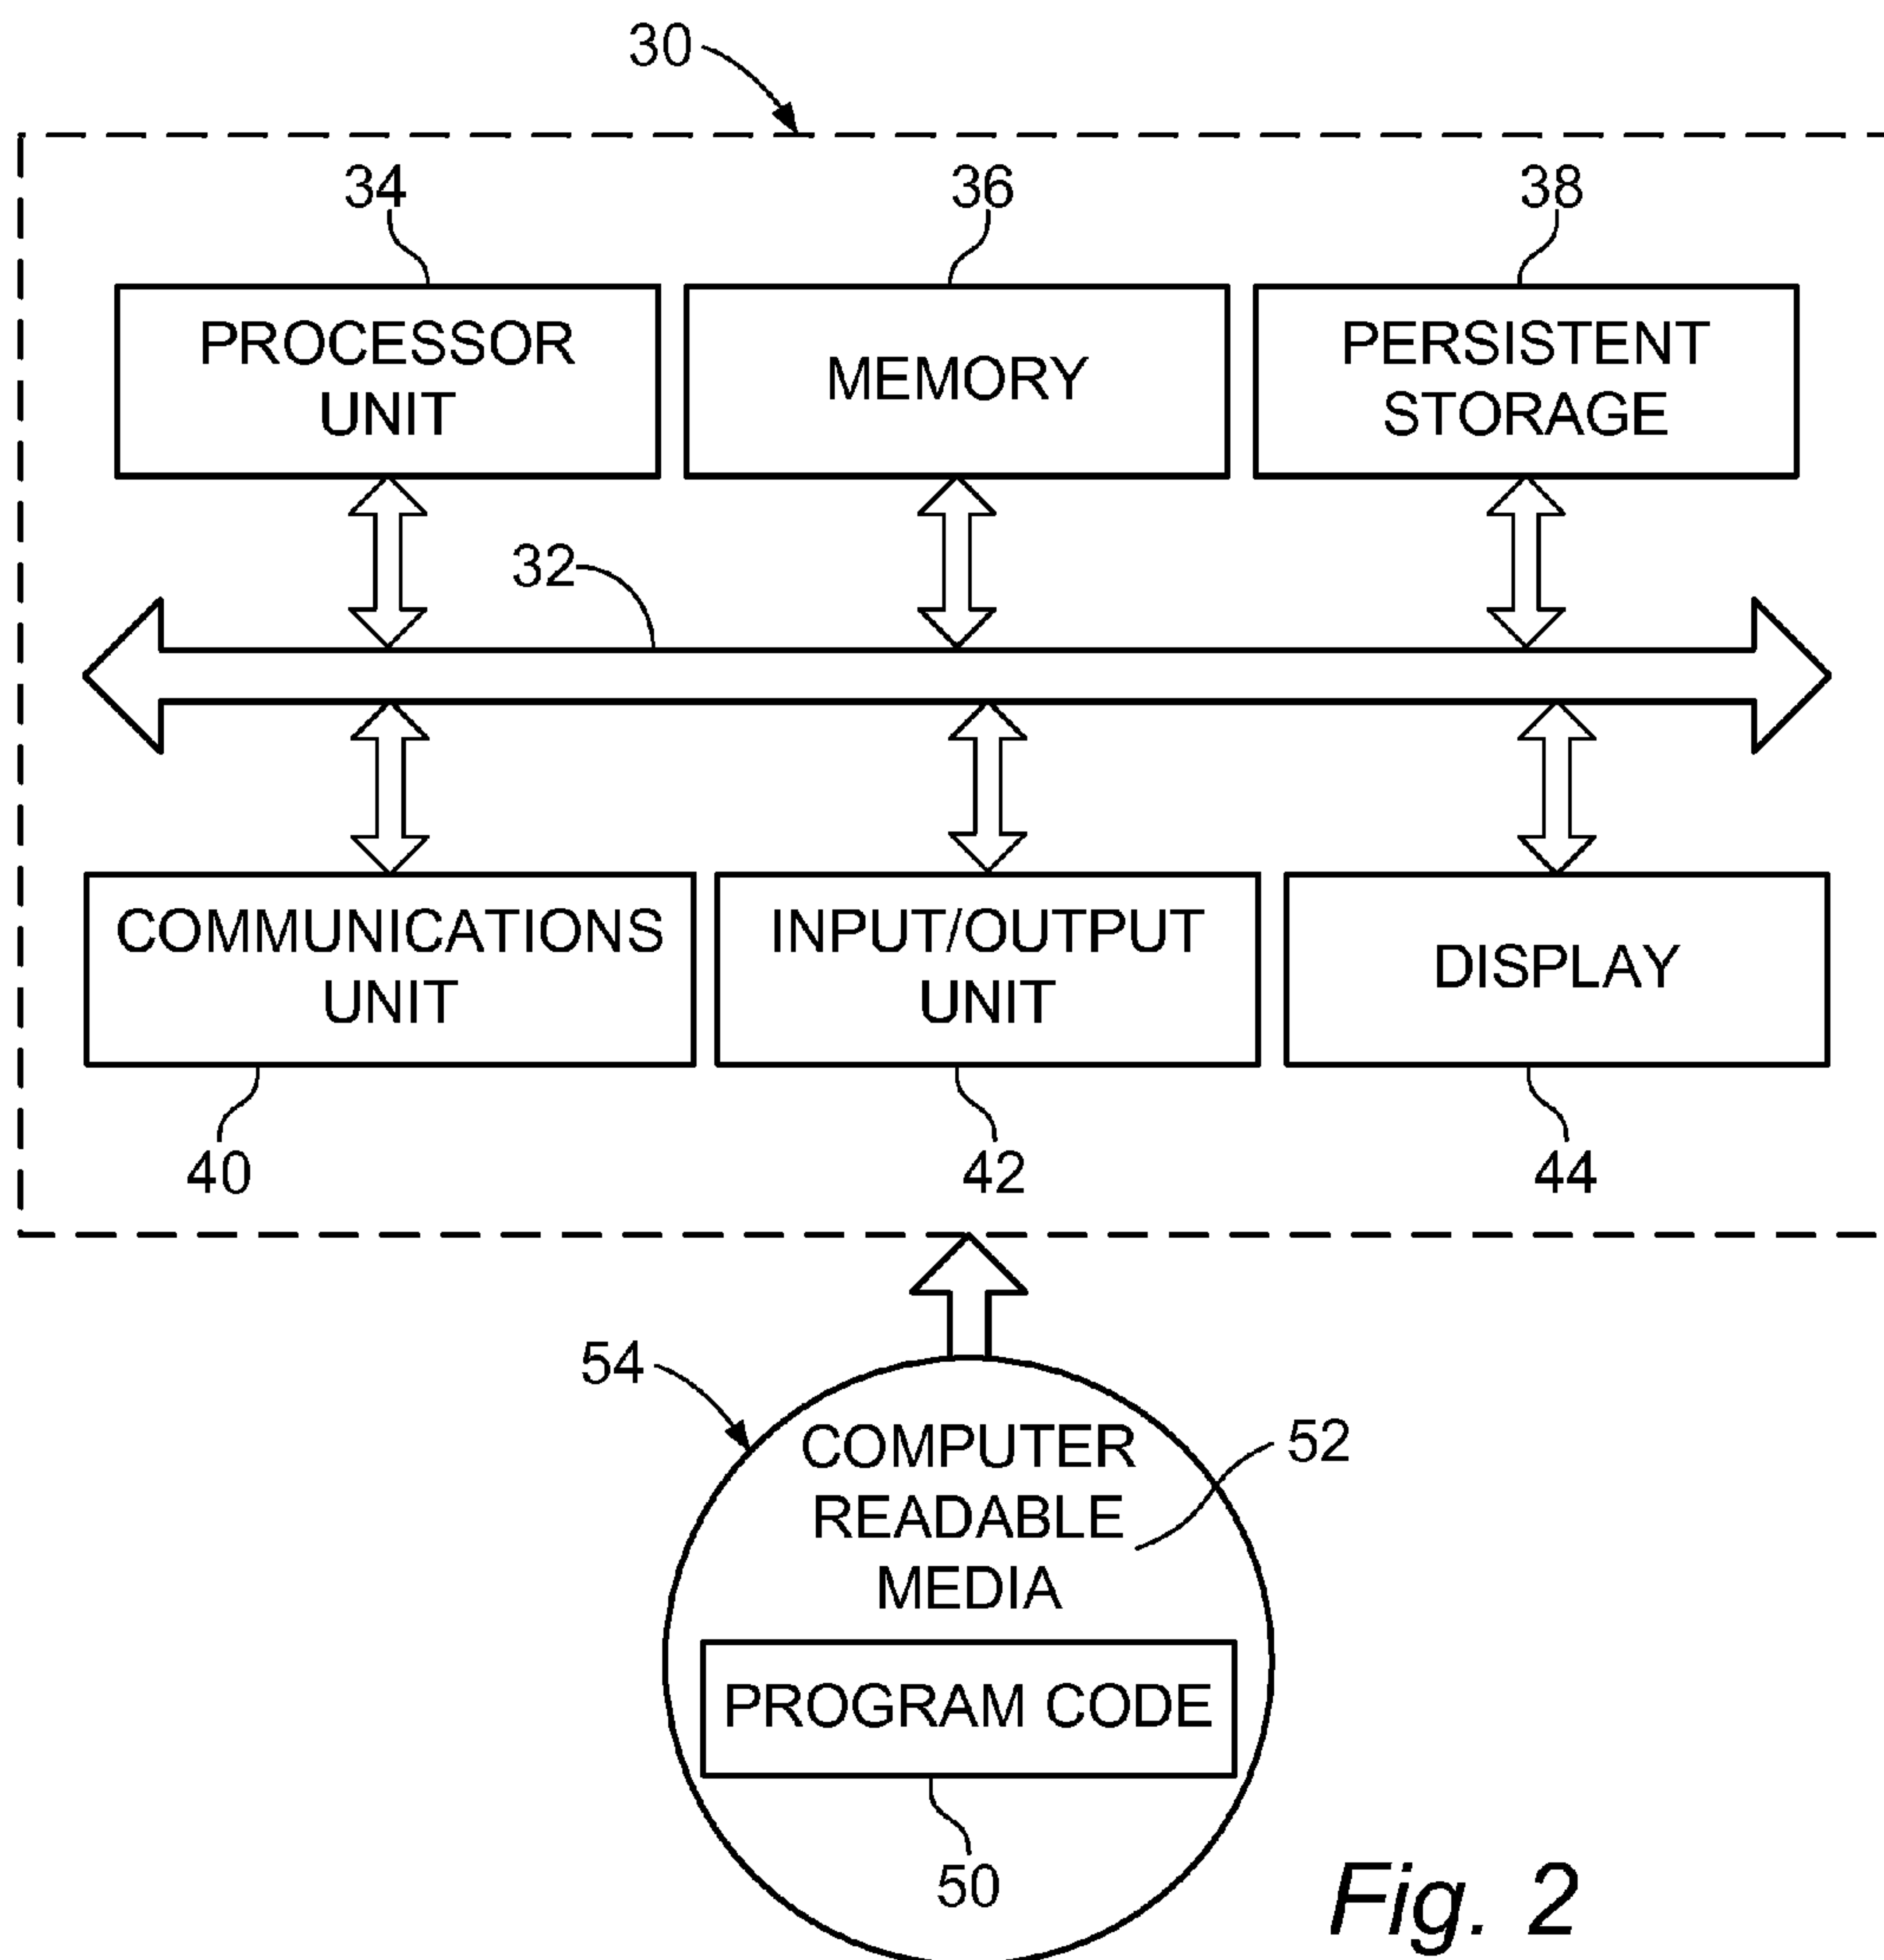 30
34
36
38
PROCESSOR
UNIT
MEMORY
PERSISTENT
STORAGE
32
COMMUNICATIONS
UNIT
INPUT/OUTPUT
UNIT
DISPLAY
40
42
44
54
COMPUTER
READABLE
MEDIA
52
PROGRAM CODE
50
Fig. 2